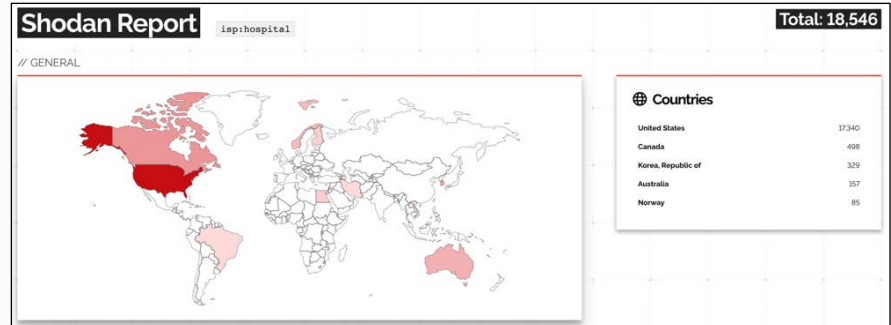 Shodan Report
isp:hospital
Total: 18,546
// GENERAL
Countries
United States 17,340
Canada 498
Korea, Republic of 329
Australia 157
Norway 85